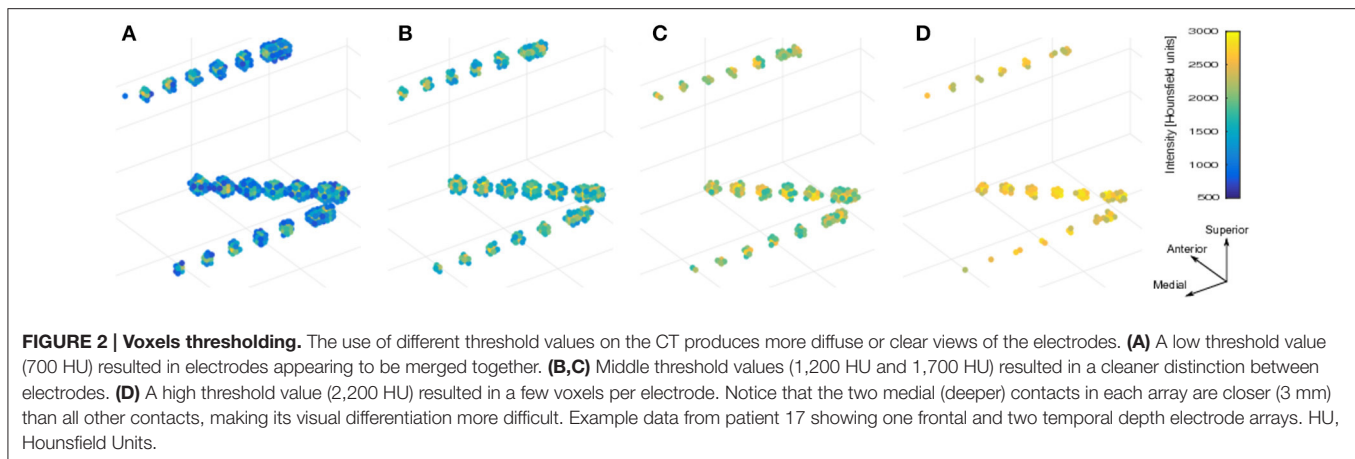 A
B
C
D
3000
2500
2000
1500
1000
500
Intensity [Hounsfield units]
Superior
Anterior
Medial
FIGURE 2 | Voxels thresholding. The use of different threshold values on the CT produces more diffuse or clear views of the electrodes. (A) A low threshold value
(700 HU) resulted in electrodes appearing to be merged together. (B,C) Middle threshold values (1,200 HU and 1,700 HU) resulted in a cleaner distinction between
electrodes. (D) A high threshold value (2,200 HU) resulted in a few voxels per electrode. Notice that the two medial (deeper) contacts in each array are closer (3 mm)
than all other contacts, making its visual differentiation more difficult. Example data from patient 17 showing one frontal and two temporal depth electrode arrays. HU,
Hounsfield Units.